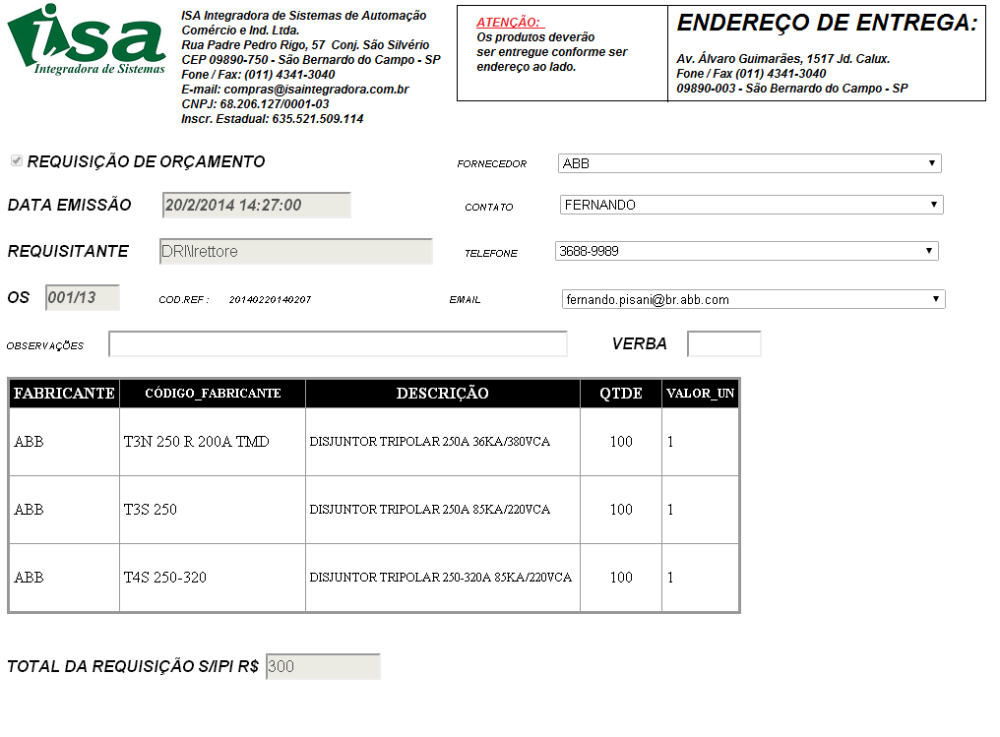 isa
Integradora de Sistemas
ISA Integradora de Sistemas de Automação
Comércio e Ind. Ltda.
Rua Padre Pedro Rigo, 57 Conj. São Silvério
CEP 09890-750 - São Bernardo do Campo - SP
Fone / Fax: (011) 4341-3040
E-mail: compras@isaintegradora.com.br
CNPJ: 68.206.127/0001-03
Inscr. Estadual: 635.521.509.114
ATENÇÃO:
Os produtos deverão
ser entregue conforme ser
endereço ao lado.
ENDEREÇO DE ENTREGA:
Av. Álvaro Guimarães, 1517 Jd. Calux.
Fone / Fax (011) 4341-3040
09890-003 - São Bernardo do Campo - SP
REQUISIÇÃO DE ORÇAMENTO
FORNECEDOR ABB
DATA EMISSÃO 20/2/2014 14:27:00
CONTATO FERNANDO
REQUISITANTE DRI\lrettore
TELEFONE 3688-9989
OS 001/13 COD.REF : 20140220140207
EMAIL fernando.pisani@br.abb.com
OBSERVAÇÕES VERBA
FABRICANTE CÓDIGO_FABRICANTE DESCRIÇÃO QTDE VALOR_UN
ABB T3N 250 R 200A TMD DISJUNTOR TRIPOLAR 250A 36KA/380VCA 100 1
ABB T3S 250 DISJUNTOR TRIPOLAR 250A 85KA/220VCA 100 1
ABB T4S 250-320 DISJUNTOR TRIPOLAR 250-320A 85KA/220VCA 100 1
TOTAL DA REQUISIÇÃO S/IPI R$ 300